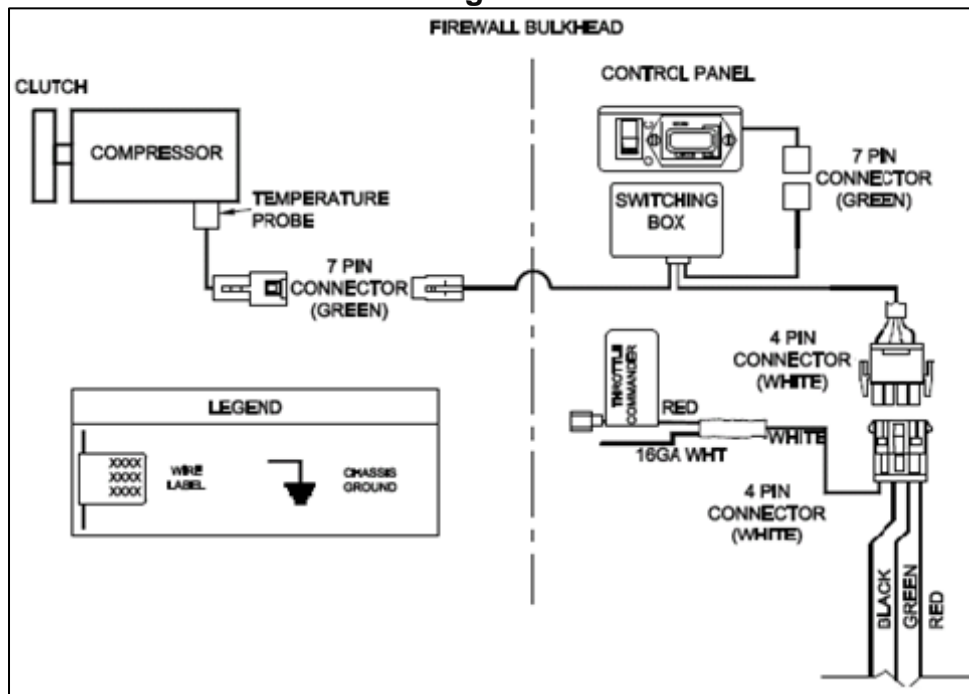 FIREWALL BULKHEAD
CLUTCH
COMPRESSOR
TEMPERATURE
PROBE
7 PIN
CONNECTOR
(GREEN)
CONTROL PANEL
SWITCHING
BOX
7 PIN
CONNECTOR
(GREEN)
4 PIN
CONNECTOR
(WHITE)
THROTTLE
COMMANDER
RED
WHITE
16GA WHT
4 PIN
CONNECTOR
(WHITE)
BLACK
GREEN
RED
LEGEND
XXXX
XXXX
XXXX
WIRE
LABEL
CHASSIS
GROUND